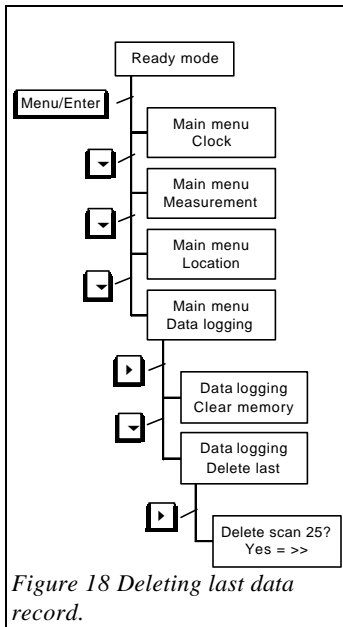 Ready mode
Menu/Enter
Main menu
Clock
Main menu
Measurement
Main menu
Location
Main menu
Data logging
Data logging
Clear memory
Data logging
Delete last
Delete scan 25?
Yes = >>
Figure 18 Deleting last data
record.